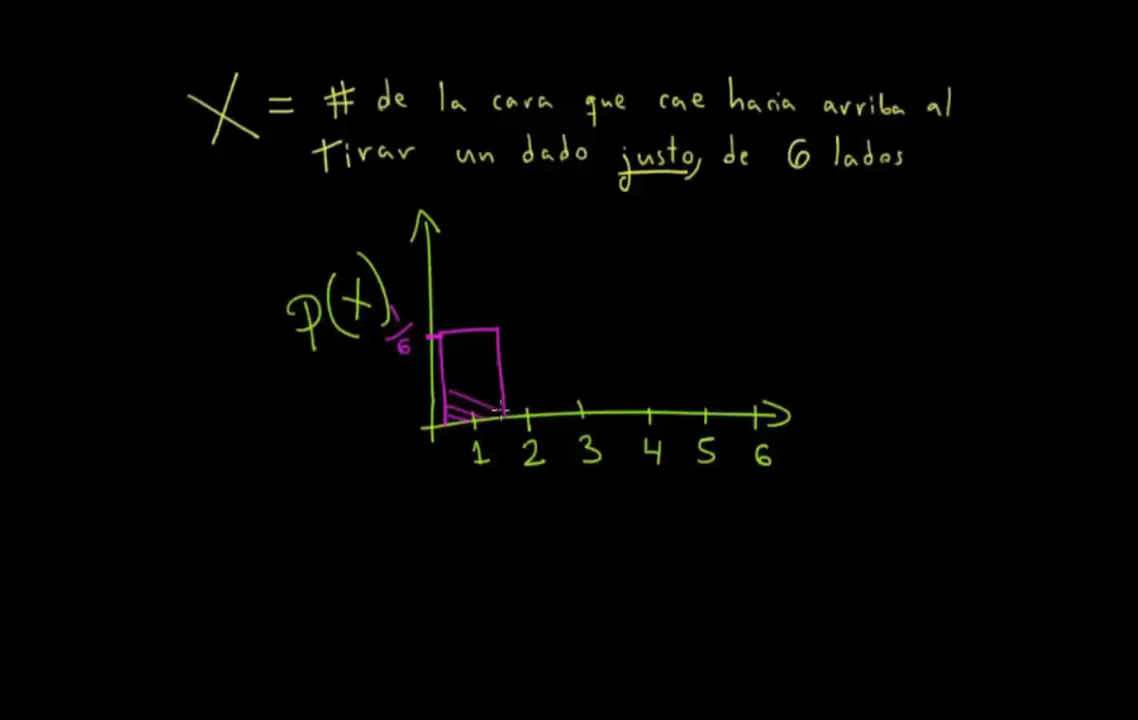 X = # de la cara que cae hacia arriba al
tirar un dado justo, de 6 lados
P(X)
1/6
1 2 3 4 5 6